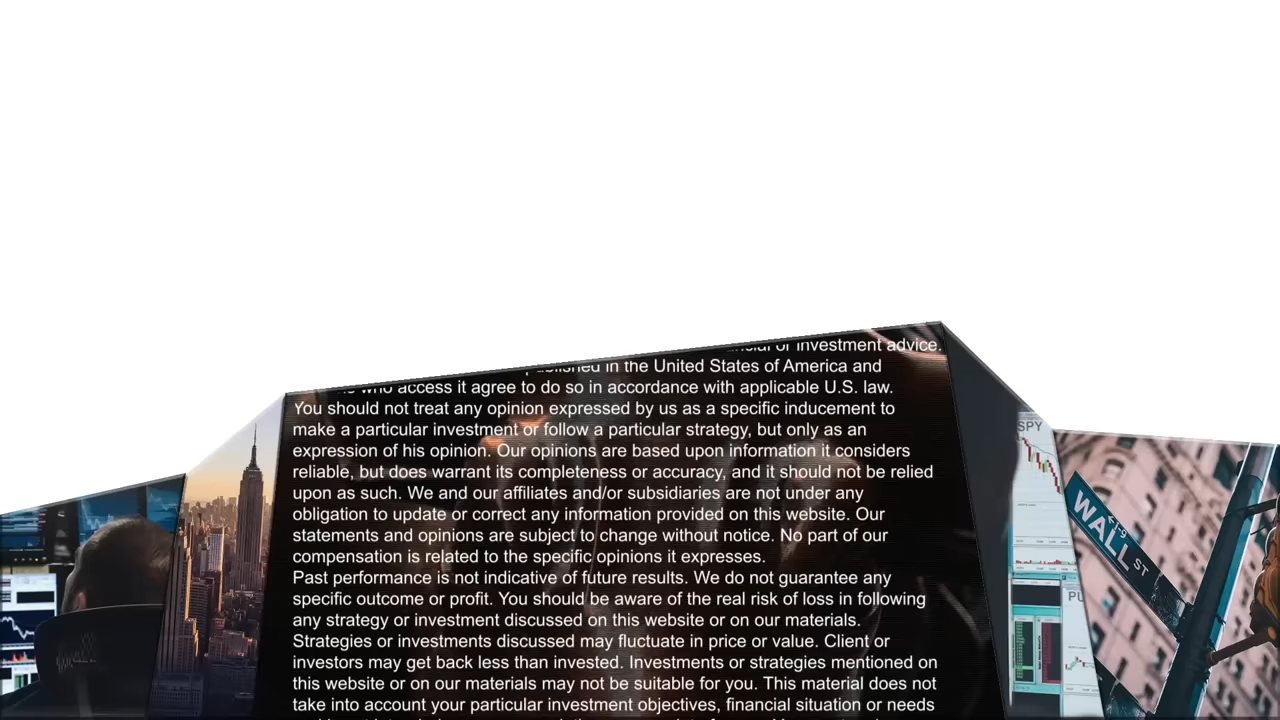 or investment advice.
in the United States of America and
who access it agree to do so in accordance with applicable U.S. law.
You should not treat any opinion expressed by us as a specific inducement to
make a particular investment or follow a particular strategy, but only as an
expression of his opinion. Our opinions are based upon information it considers
reliable, but does warrant its completeness or accuracy, and it should not be relied
upon as such. We and our affiliates and/or subsidiaries are not under any
obligation to update or correct any information provided on this website. Our
statements and opinions are subject to change without notice. No part of our
compensation is related to the specific opinions it expresses.
Past performance is not indicative of future results. We do not guarantee any
specific outcome or profit. You should be aware of the real risk of loss in following
any strategy or investment discussed on this website or on our materials.
Strategies or investments discussed may fluctuate in price or value. Client or
investors may get back less than invested. Investments or strategies mentioned on
this website or on our materials may not be suitable for you. This material does not
take into account your particular investment objectives, financial situation or needs
SPY
WALL ST